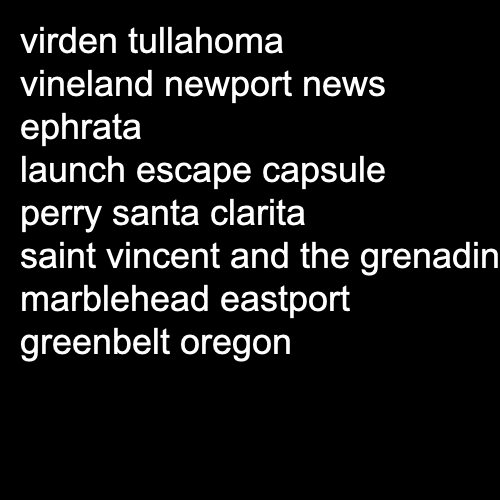 virden tullahoma
vineland newport news
ephrata
launch escape capsule
perry santa clarita
saint vincent and the grenadin
marblehead eastport
greenbelt oregon